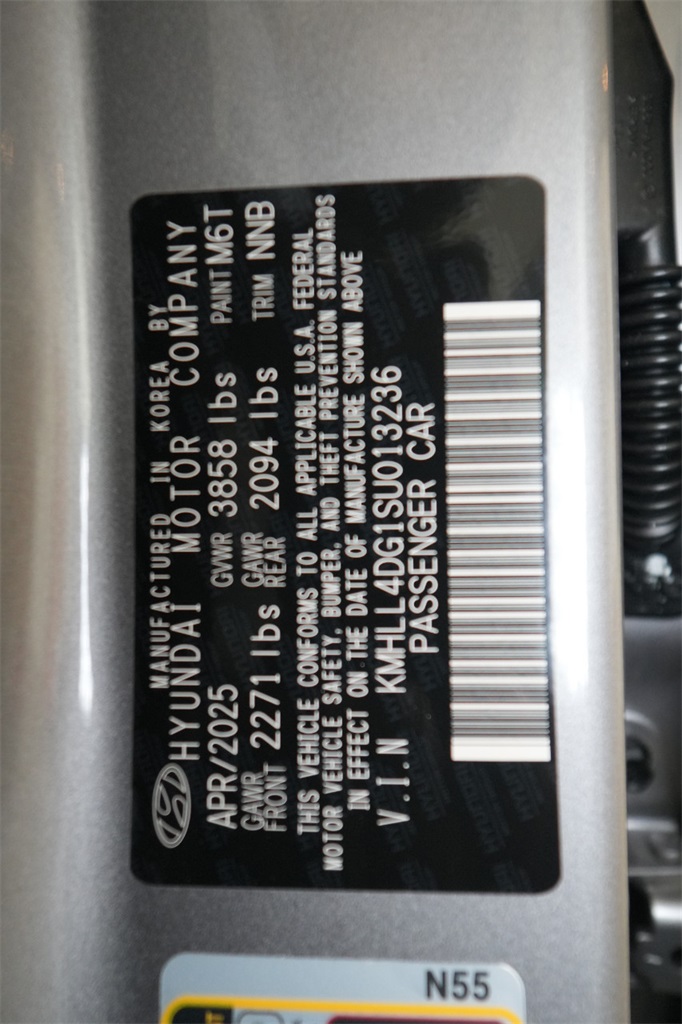 MANUFACTURED IN KOREA BY
HYUNDAI MOTOR COMPANY
APR/2025 GVWR 3858 lbs PAINT M6T
GAWR FRONT 2271 lbs GAWR REAR 2094 lbs TRIM NNB
THIS VEHICLE CONFORMS TO ALL APPLICABLE U.S.A. FEDERAL
MOTOR VEHICLE SAFETY, BUMPER, AND THEFT PREVENTION STANDARDS
IN EFFECT ON THE DATE OF MANUFACTURE SHOWN ABOVE
V.I.N KMHLL4DG1SU013236
PASSENGER CAR
N55